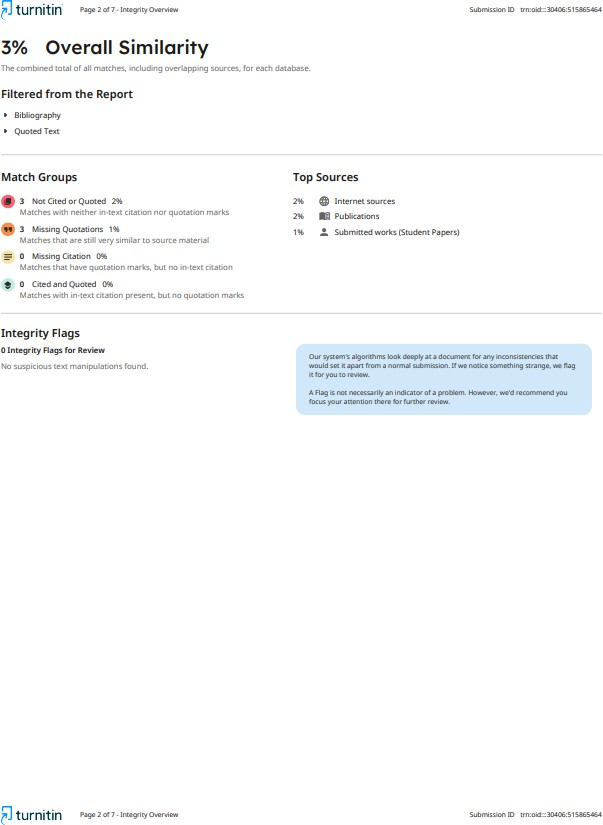 turnitin Page 2 of 7 - Integrity Overview Submission ID trn:oid:::30406:515865464
3% Overall Similarity
The combined total of all matches, including overlapping sources, for each database.
Filtered from the Report
Bibliography
Quoted Text
Match Groups
3 Not Cited or Quoted 2%
Matches with neither in-text citation nor quotation marks
3 Missing Quotations 1%
Matches that are still very similar to source material
0 Missing Citation 0%
Matches that have quotation marks, but no in-text citation
0 Cited and Quoted 0%
Matches with in-text citation present, but no quotation marks
Top Sources
2% Internet sources
2% Publications
1% Submitted works (Student Papers)
Integrity Flags
0 Integrity Flags for Review
No suspicious text manipulations found.
Our system's algorithms look deeply at a document for any inconsistencies that
would set it apart from a normal submission. If we notice something strange, we flag
it for you to review.
A Flag is not necessarily an indicator of a problem. However, we'd recommend you
focus your attention there for further review.
turnitin Page 2 of 7 - Integrity Overview Submission ID trn:oid:::30406:515865464